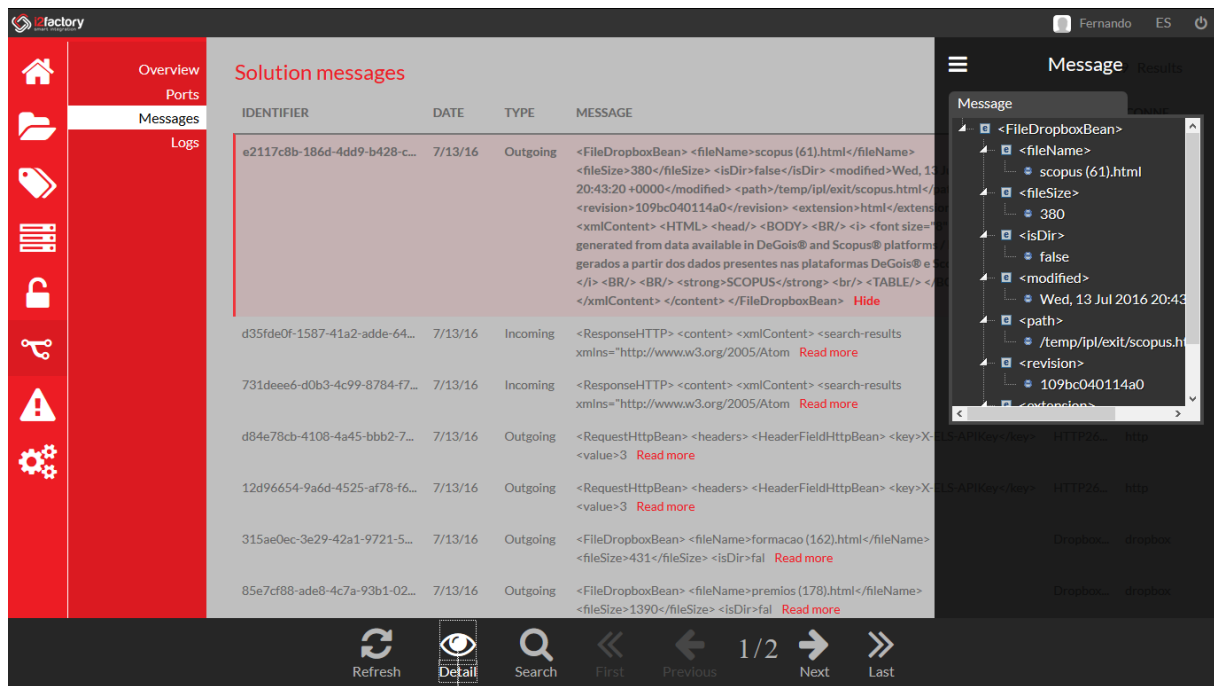 i2factory
smart integration
Fernando ES
Overview
Ports
Messages
Logs
Solution messages
Results
IDENTIFIER DATE TYPE MESSAGE
e2117c8b-186d-4dd9-b428-c... 7/13/16 Outgoing <FileDropboxBean> <fileName>scopus (61).html</fileName>
<fileSize>380</fileSize> <isDir>false</isDir> <modified>Wed, 13
20:43:20 +0000</modified> <path>/temp/ipl/exit/scopus.html</
<revision>109bc040114a0</revision> <extension>html</extens
<xmlContent> <HTML> <head/> <BODY> <BR/> <i> <font size="
generated from data available in DeGois® and Scopus® platforms
gerados a partir dos dados presentes nas plataformas DeGois® e
</i> <BR/> <BR/> <strong>SCOPUS</strong> <br/> <TABLE/> </
</xmlContent> </content> </FileDropboxBean> Hide
d35fde0f-1587-41a2-adde-64... 7/13/16 Incoming <ResponseHTTP> <content> <xmlContent> <search-results
xmlns="http://www.w3.org/2005/Atom Read more
731deee6-d0b3-4c99-8784-f7... 7/13/16 Incoming <ResponseHTTP> <content> <xmlContent> <search-results
xmlns="http://www.w3.org/2005/Atom Read more
d84e78cb-4108-4a45-bbb2-7... 7/13/16 Outgoing <RequestHttpBean> <headers> <HeaderFieldHttpBean> <key>X-ELS-APIKey</key> HTTP26... http
<value>3 Read more
12d96654-9a6d-4525-af78-f6... 7/13/16 Outgoing <RequestHttpBean> <headers> <HeaderFieldHttpBean> <key>X-ELS-APIKey</key> HTTP26... http
<value>3 Read more
315ae0ec-3e29-42a1-9721-5... 7/13/16 Outgoing <FileDropboxBean> <fileName>formacao (162).html</fileName> Dropbox... dropbox
<fileSize>431</fileSize> <isDir>fal Read more
85e7cf88-ade8-4c7a-93b1-02... 7/13/16 Outgoing <FileDropboxBean> <fileName>premios (178).html</fileName> Dropbox... dropbox
<fileSize>1390</fileSize> <isDir>fal Read more
Message
Message
<FileDropboxBean>
<fileName>
scopus (61).html
<fileSize>
380
<isDir>
false
<modified>
Wed, 13 Jul 2016 20:43
<path>
/temp/ipl/exit/scopus.ht
<revision>
109bc040114a0
<extension>
Refresh Detail Search First Previous 1/2 Next Last